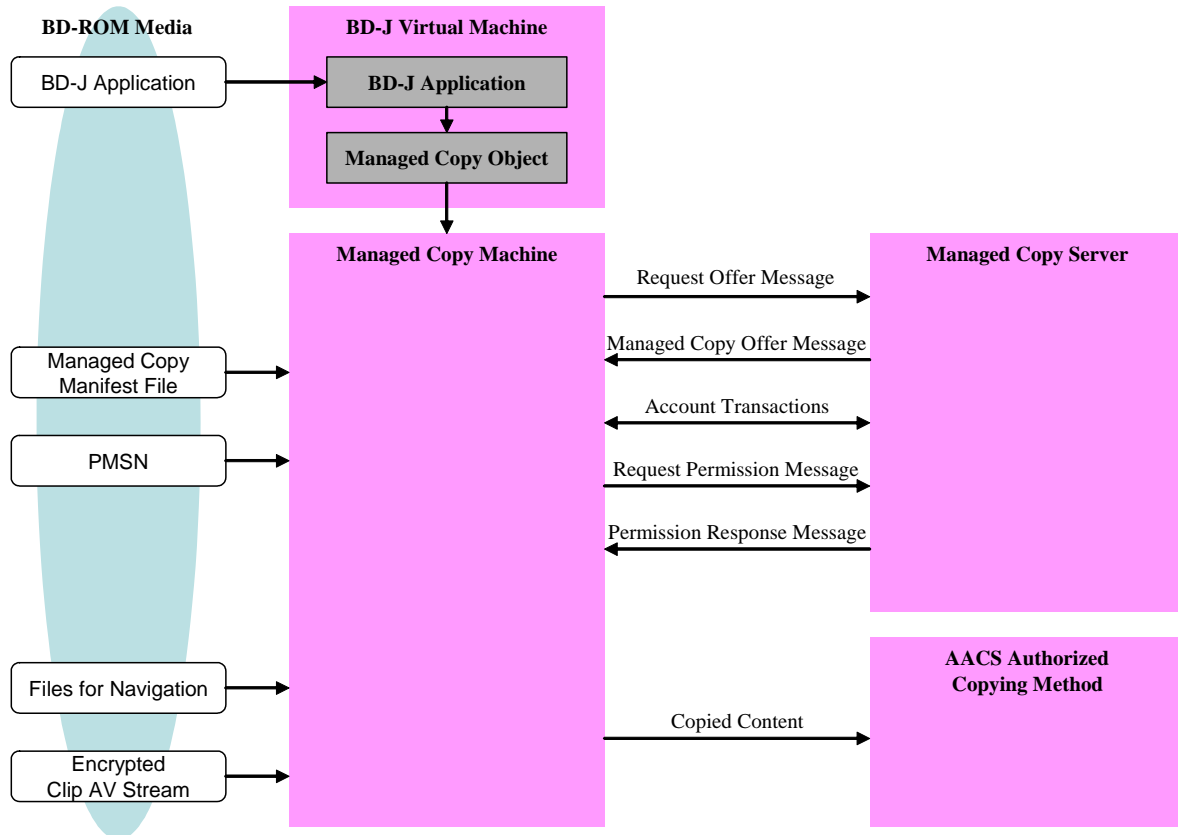 BD-ROM Media
BD-J Virtual Machine
BD-J Application
BD-J Application
Managed Copy Object
Managed Copy Machine
Managed Copy Server
Request Offer Message
Managed Copy Offer Message
Managed Copy
Manifest File
Account Transactions
PMSN
Request Permission Message
Permission Response Message
AACS Authorized
Copying Method
Files for Navigation
Copied Content
Encrypted
Clip AV Stream